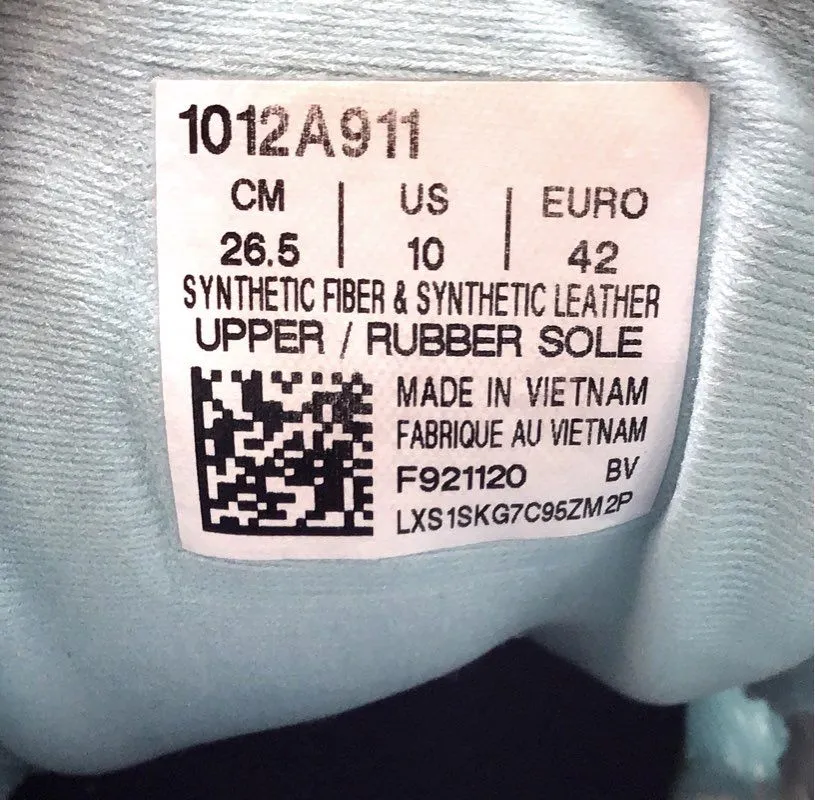 1012A911
CM | US | EURO
26.5 | 10 | 42
SYNTHETIC FIBER & SYNTHETIC LEATHER
UPPER / RUBBER SOLE
MADE IN VIETNAM
FABRIQUE AU VIETNAM
F921120 BV
LXS1SKG7C95ZM2P